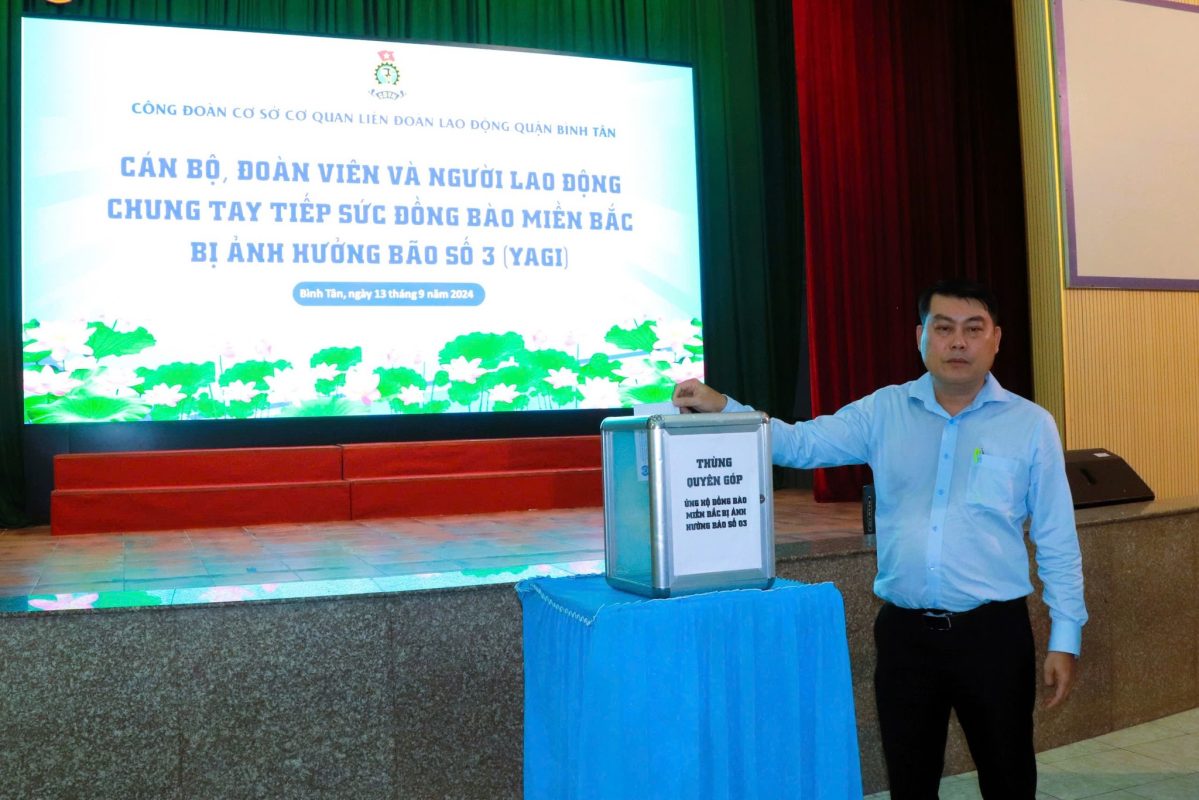 CÔNG ĐOÀN CƠ SỞ CƠ QUAN LIÊN ĐOAN LAO ĐỘNG QUẬN BÌNH TÂN
CÁN BỘ, ĐOÀN VIÊN VÀ NGƯỜI LAO ĐỘNG
CHUNG TAY TIẾP SỨC ĐỒNG BÀO MIỀN BẮC
BỊ ẢNH HƯỞNG BÃO SỐ 3 (YAGI)
Bình Tân, ngày 13 tháng 9 năm 2024
THÙNG
QUYÊN GÓP
ỦNG HỘ ĐỒNG BÀO
MIỀN BẮC BỊ ẢNH
HƯỞNG BÃO SỐ 03